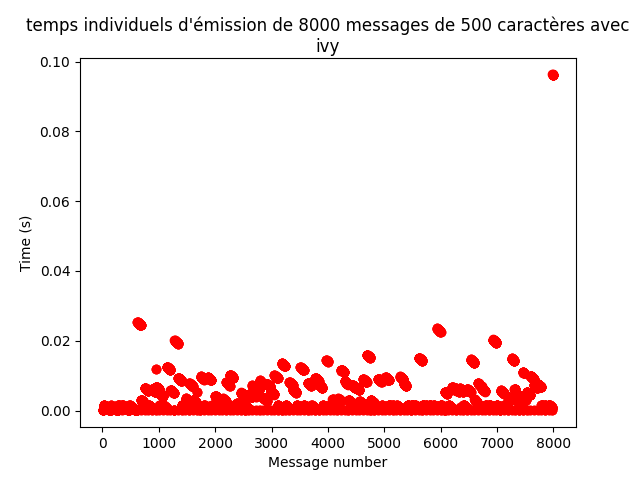 temps individuels d'émission de 8000 messages de 500 caractères avec
ivy
0.10
0.08
0.06
0.04
0.02
0.00
Time (s)
0 1000 2000 3000 4000 5000 6000 7000 8000
Message number